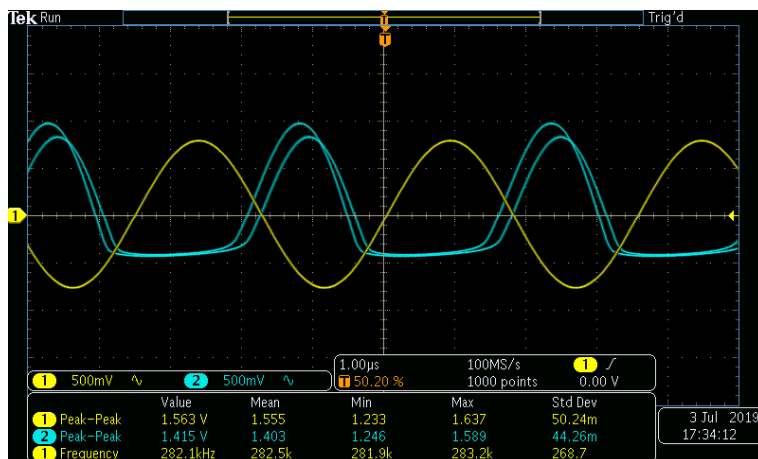 Tek Run Trig'd
T
T
1
1 500mV 2 500mV
1.00µs 100MS/s 1
T 50.20 % 1000 points 0.00 V
Value Mean Min Max Std Dev
1 Peak-Peak 1.563 V 1.555 1.233 1.637 50.24m
2 Peak-Peak 1.415 V 1.403 1.246 1.589 44.26m
1 Frequency 282.1kHz 282.5k 281.9k 283.2k 268.7
3 Jul 2019
17:34:12